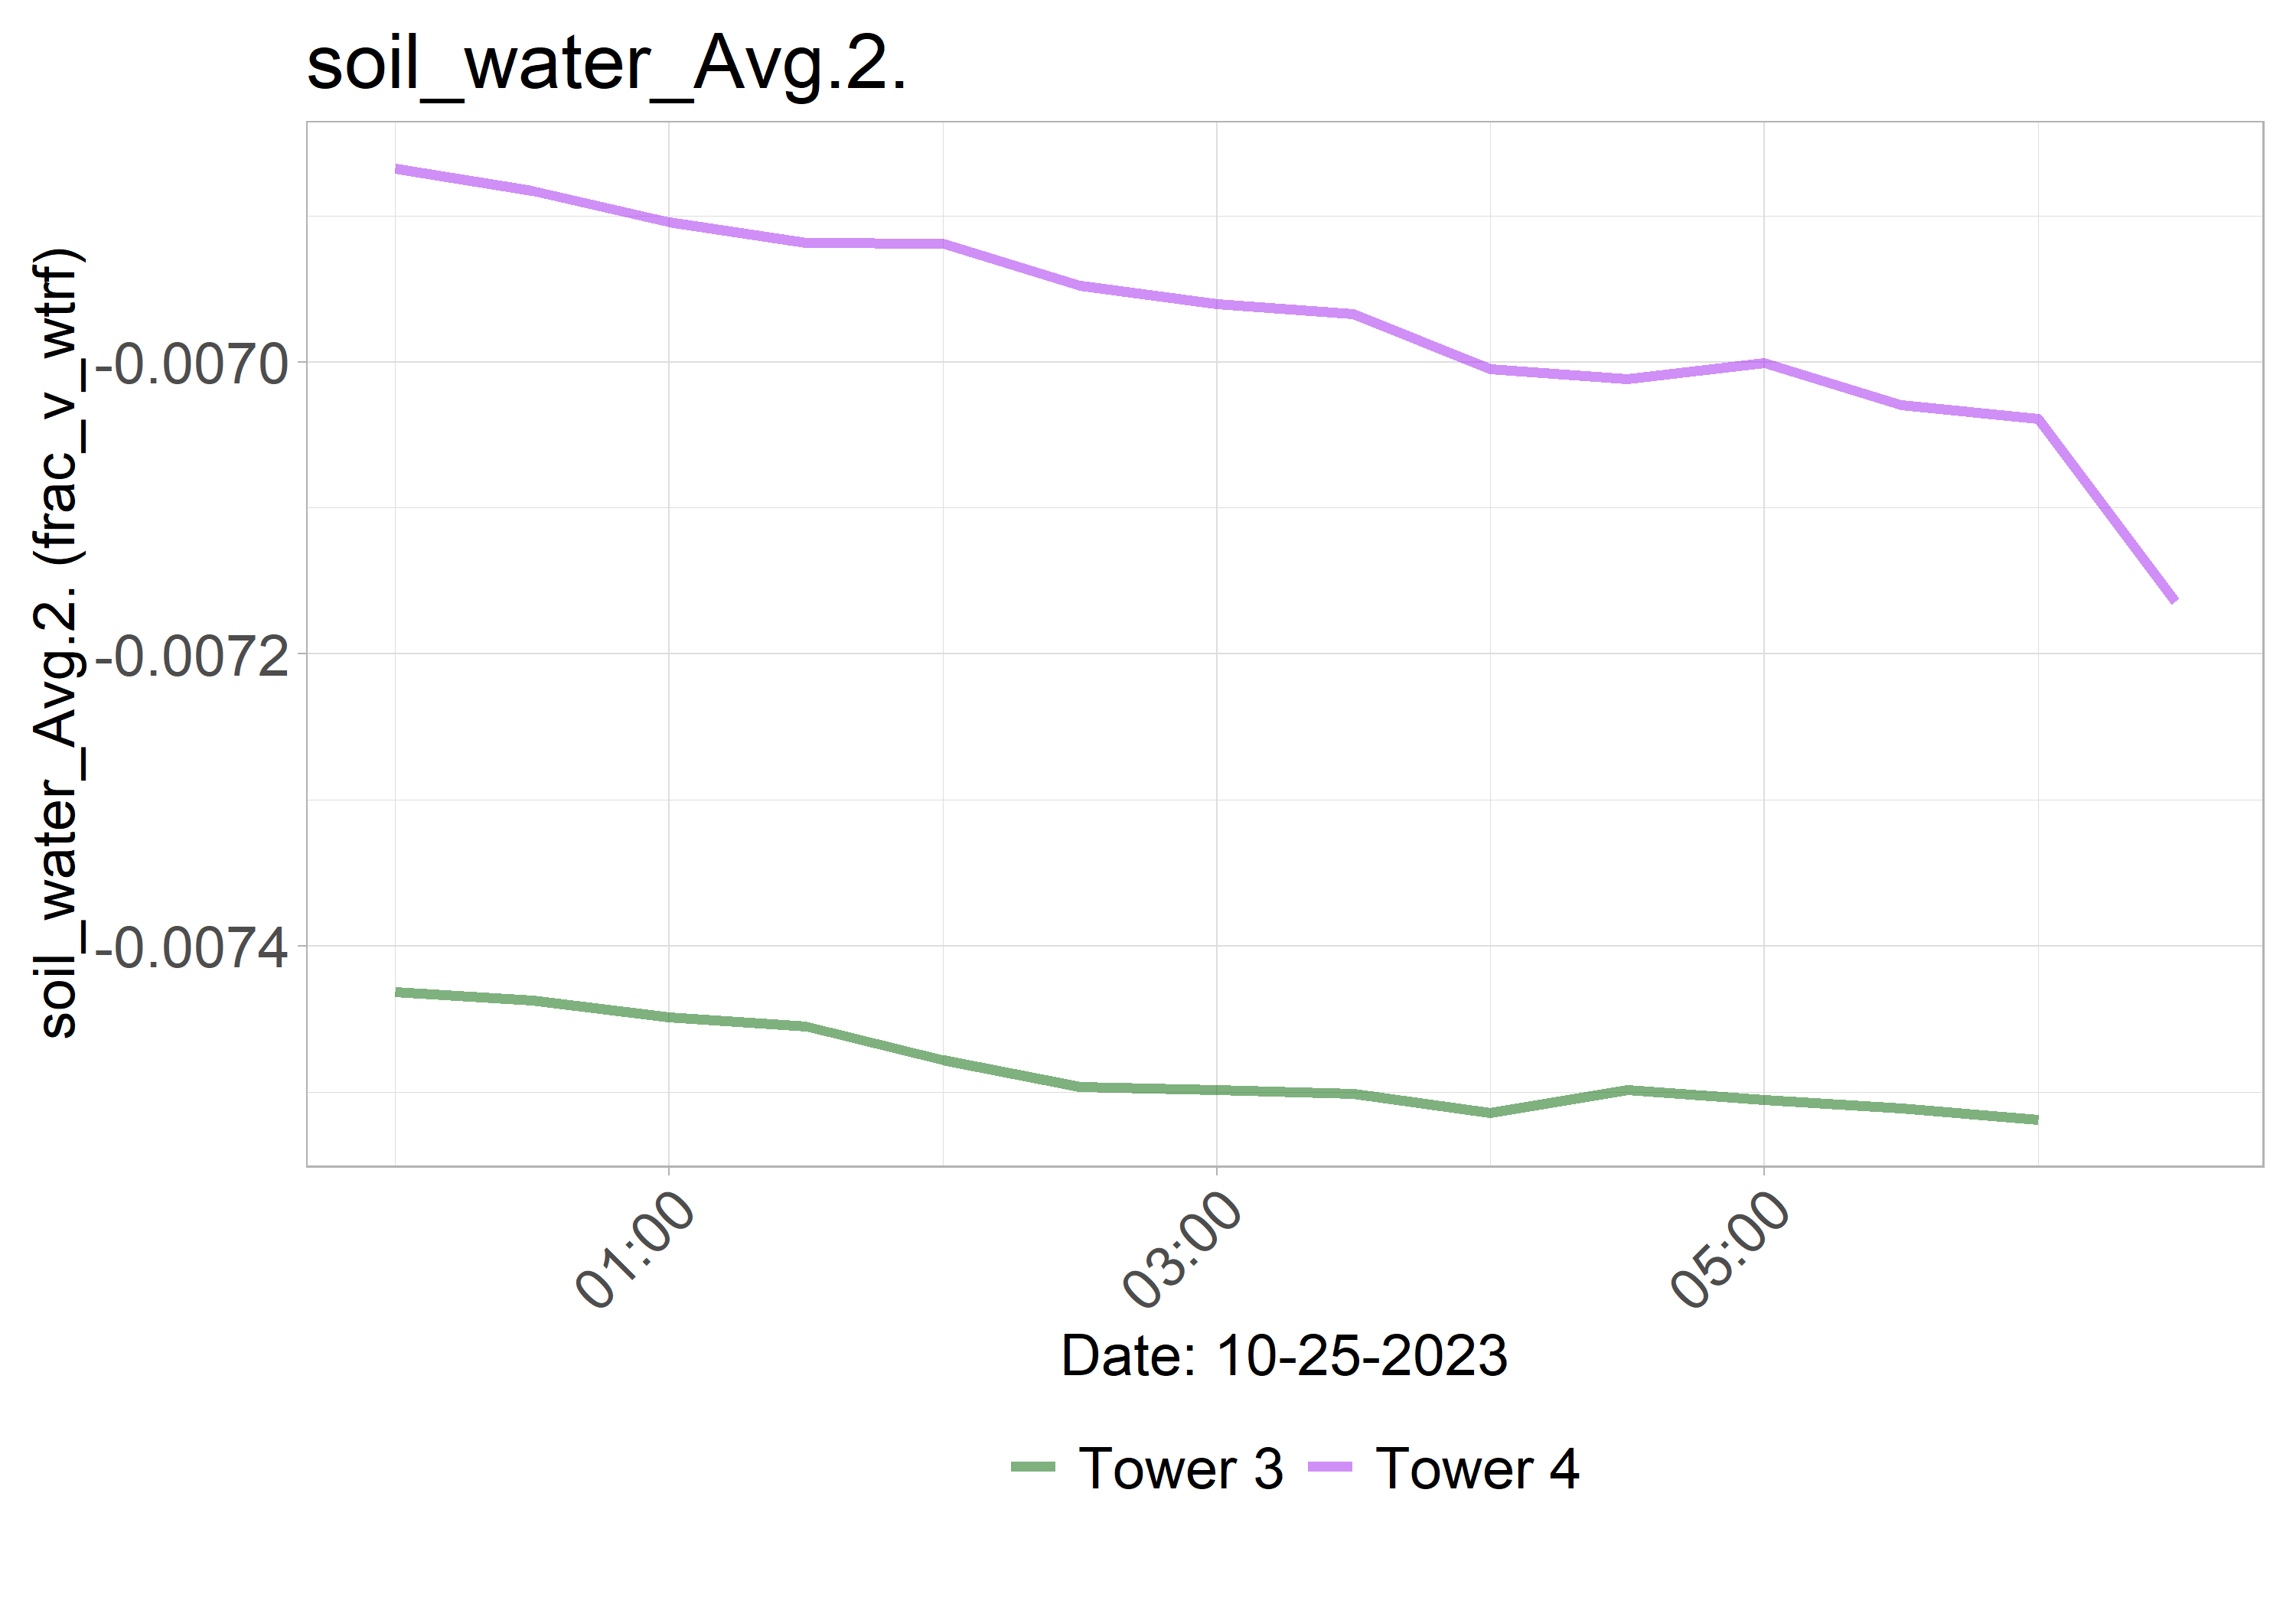 soil_water_Avg.2.
soil_water_Avg.2. (frac_v_wtrf)
-0.0070
-0.0072
-0.0074
01:00
03:00
05:00
Date: 10-25-2023
Tower 3
Tower 4